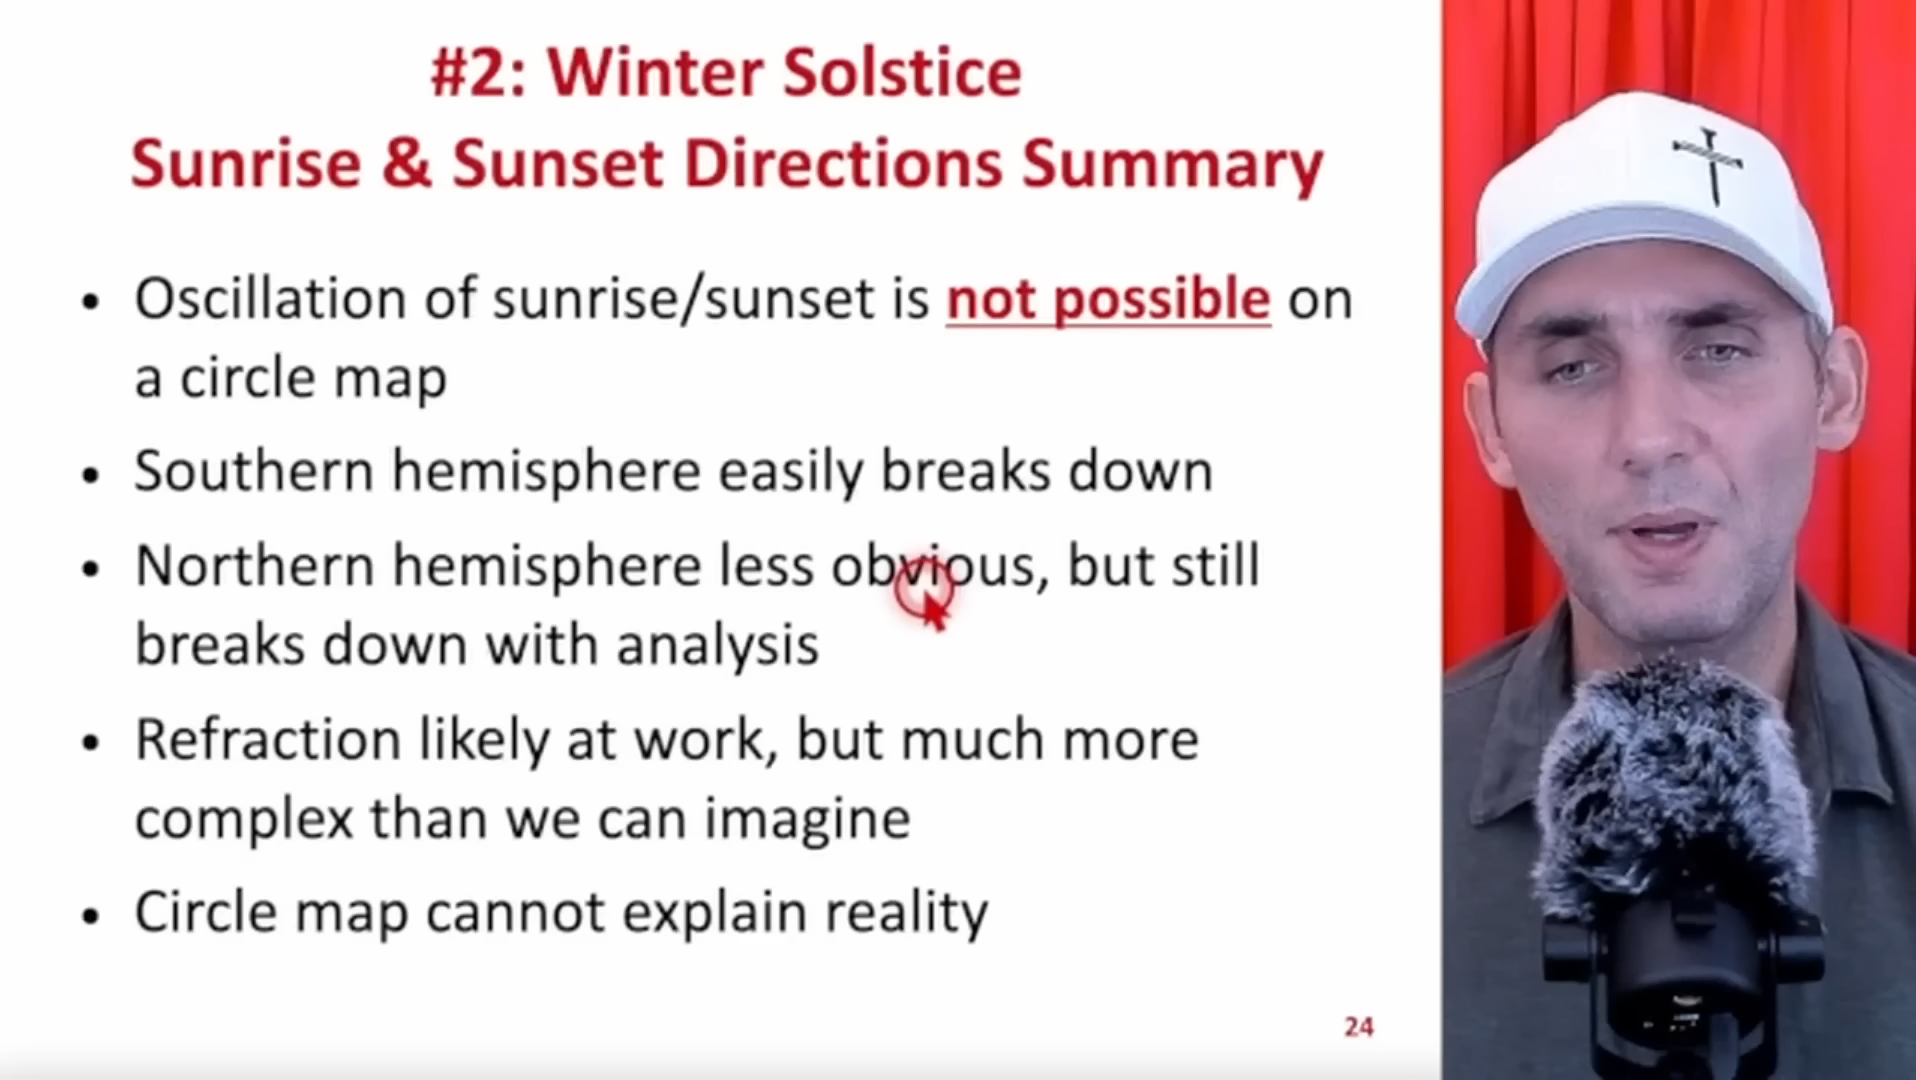 #2: Winter Solstice
Sunrise & Sunset Directions Summary
• Oscillation of sunrise/sunset is not possible on
a circle map
• Southern hemisphere easily breaks down
• Northern hemisphere less obvious, but still
breaks down with analysis
• Refraction likely at work, but much more
complex than we can imagine
• Circle map cannot explain reality
24